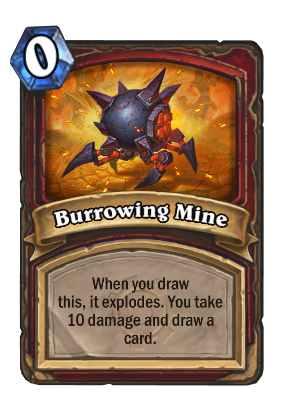 0
Burrowing Mine
When you draw
this, it explodes. You take
10 damage and draw a
card.